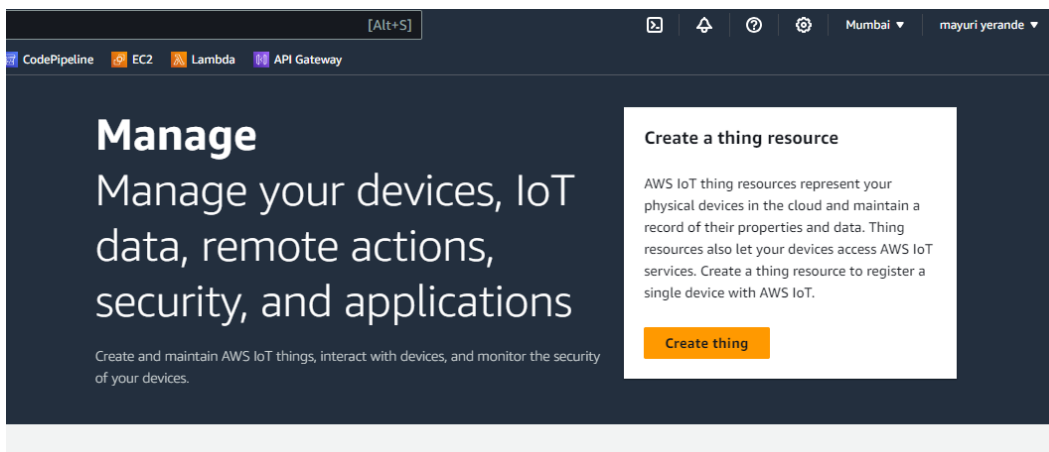 [Alt+S]
Mumbai ▼
mayuri yerande ▼
CodePipeline
EC2
Lambda
API Gateway
Manage
Manage your devices, IoT
data, remote actions,
security, and applications
Create and maintain AWS IoT things, interact with devices, and monitor the security
of your devices.
Create a thing resource
AWS IoT thing resources represent your
physical devices in the cloud and maintain a
record of their properties and data. Thing
resources also let your devices access AWS IoT
services. Create a thing resource to register a
single device with AWS IoT.
Create thing